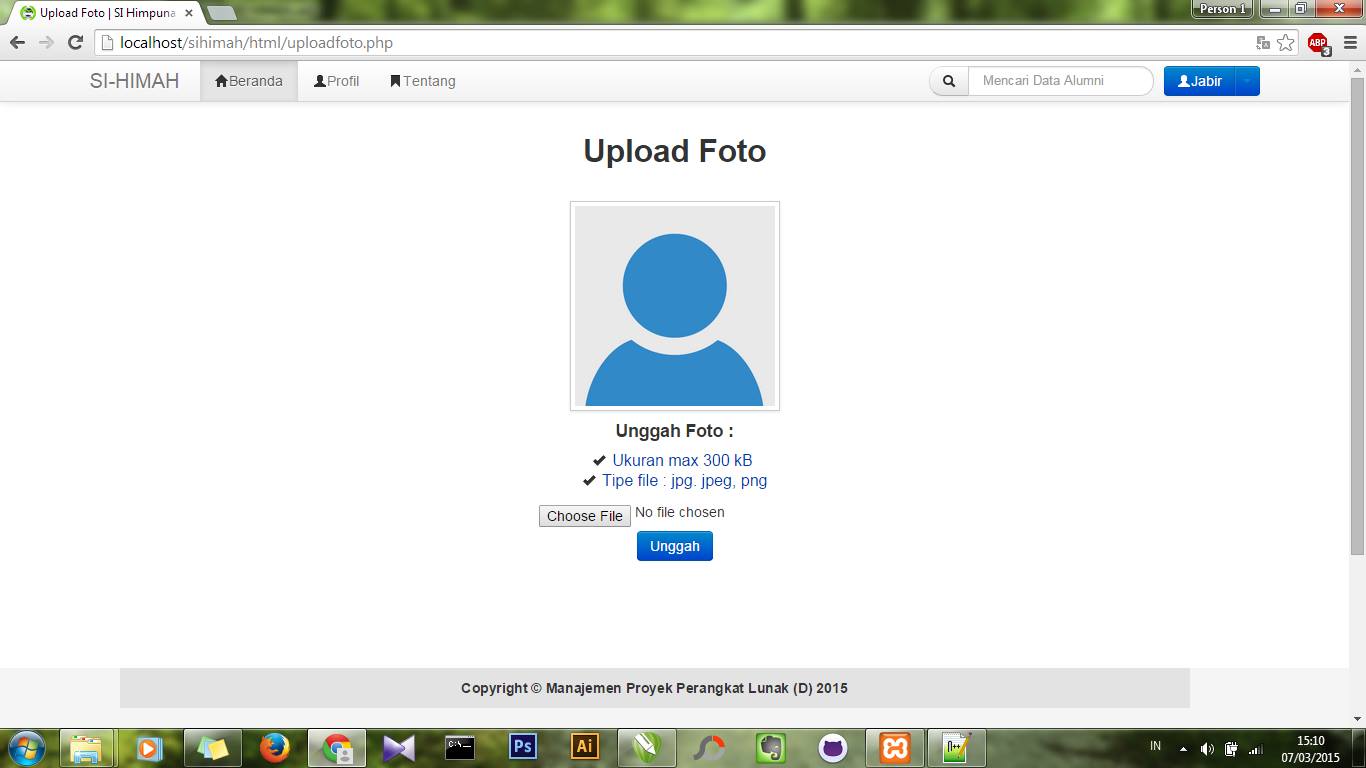 Upload Foto | SI Himpuna
Person 1
localhost/sihimah/html/uploadfoto.php
ABP
3
SI-HIMAH
Beranda
Profil
Tentang
Mencari Data Alumni
Jabir
Upload Foto
Unggah Foto :
Ukuran max 300 kB
Tipe file : jpg. jpeg, png
Choose File No file chosen
Unggah
Copyright © Manajemen Proyek Perangkat Lunak (D) 2015
C:\_
Ps
Ai
IN
15:10
07/03/2015